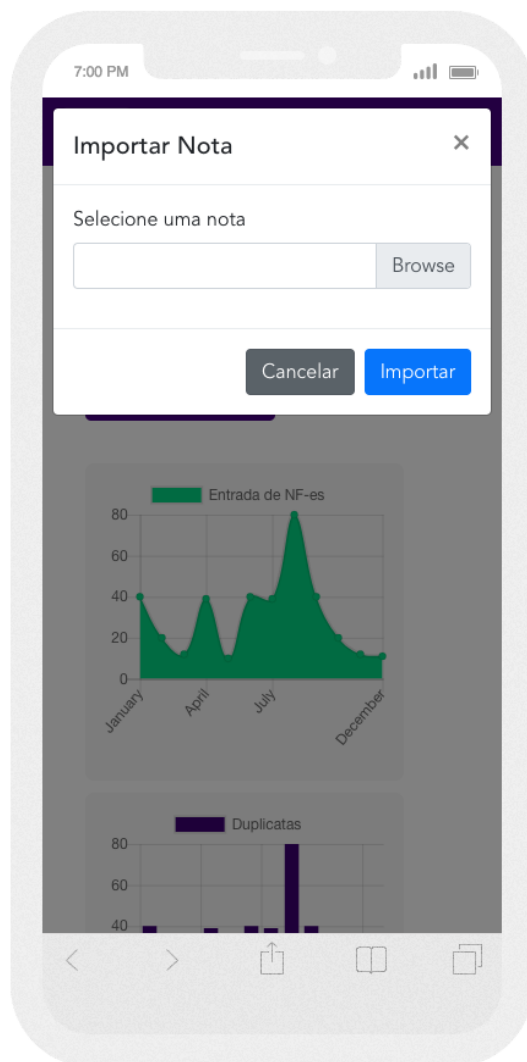 7:00 PM
Importar Nota ×
Selecione uma nota
Browse
Cancelar Importar
Entrada de NF-es
80
60
40
20
0
January April July December
Duplicatas
80
60
40